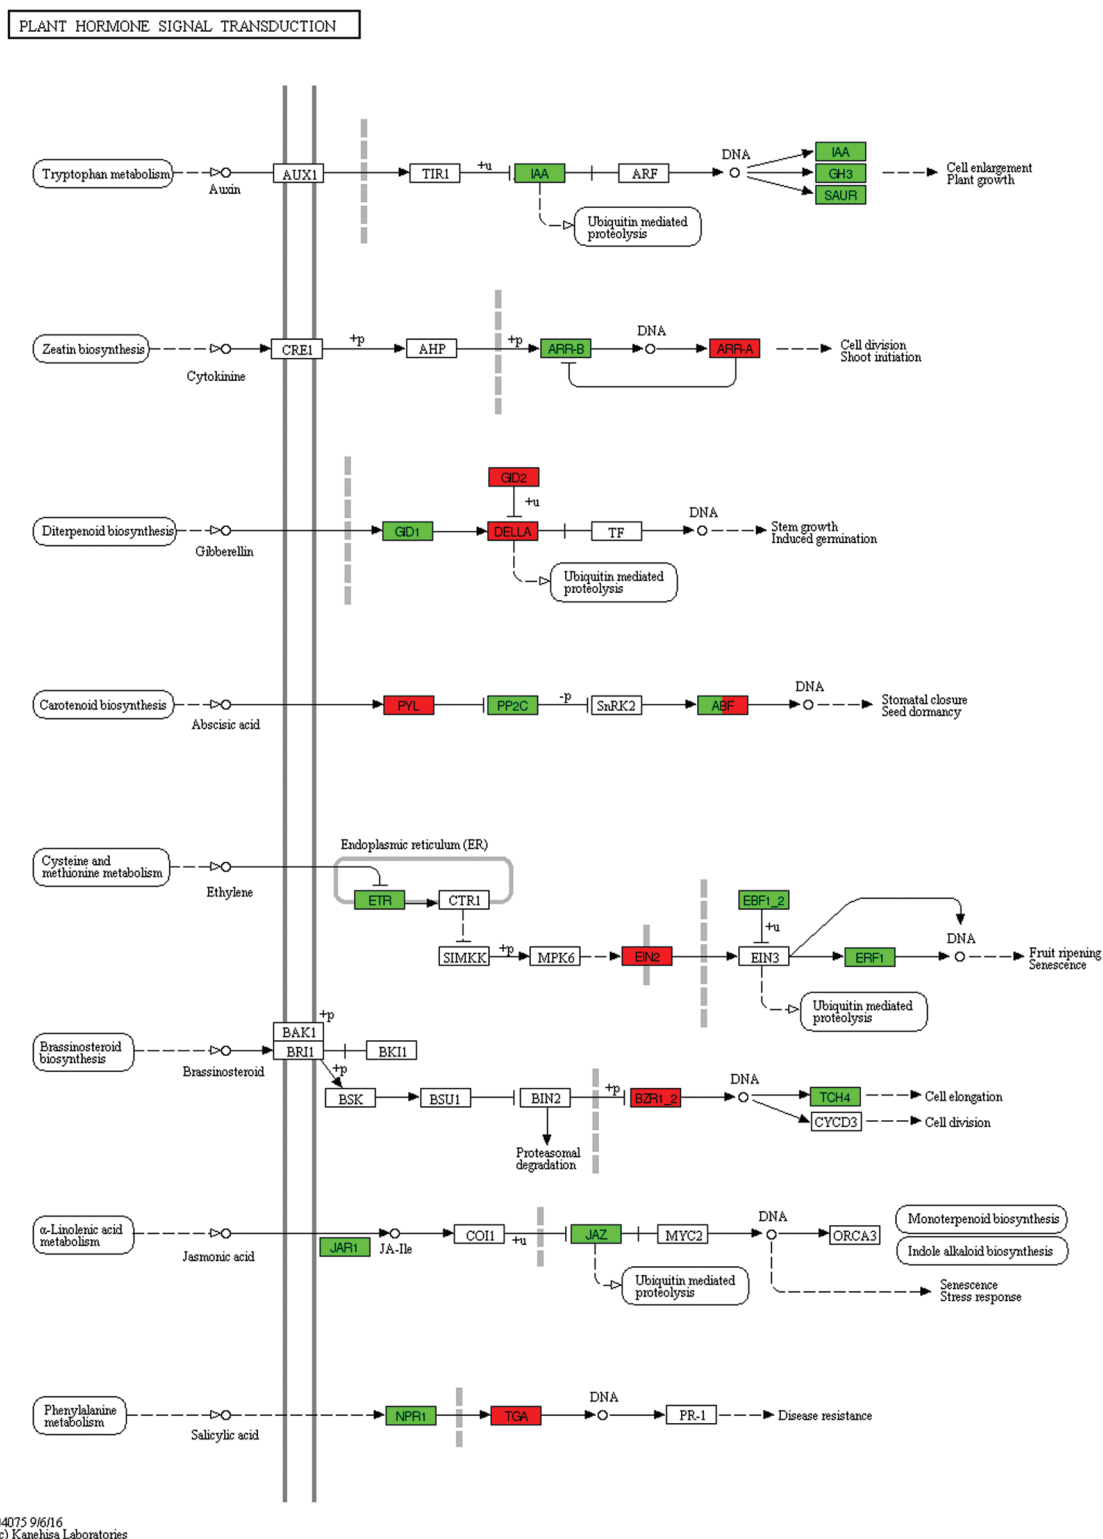 PLANT HORMONE SIGNAL TRANSDUCTION
Tryptophan metabolism
Auxin
AUX1
TIR1
+u
IAA
ARF
DNA
IAA
GH3
SAUR
Cell enlargement
Plant growth
Ubiquitin mediated
proteolysis
Zeatin biosynthesis
Cytokinine
CRE1
+p
AHP
+p
ARR-B
DNA
ARR-A
Cell division
Shoot initiation
GID2
+u
Diterpenoid biosynthesis
Gibberellin
GID1
DELLA
TF
DNA
Stem growth
Induced germination
Ubiquitin mediated
proteolysis
Carotenoid biosynthesis
Abscisic acid
PYL
PP2C
-p
SnRK2
ABF
DNA
Stomatal closure
Seed dormancy
Endoplasmic reticulum (ER)
Cysteine and
methionine metabolism
Ethylene
ETR
CTR1
EBF1_2
+u
SIMKK
+p
MPK6
EIN2
EIN3
ERF1
DNA
Fruit ripening
Senescence
Ubiquitin mediated
proteolysis
Brassinosteroid
biosynthesis
Brassinosteroid
BAK1
+p
BRI1
BKI1
+p
BSK
BSU1
BIN2
+p
BZR1_2
DNA
TCH4
Cell elongation
CYCD3
Cell division
Proteasomal
degradation
α-Linolenic acid
metabolism
Jasmonic acid
JAR1
JA-Ile
COI1
+u
JAZ
MYC2
DNA
ORCA3
Monoterpenoid biosynthesis
Indole alkaloid biosynthesis
Ubiquitin mediated
proteolysis
Senescence
Stress response
Phenylalanine
metabolism
Salicylic acid
NPR1
TGA
DNA
PR-1
Disease resistance
4075 9/6/16
c) Kanehisa Laboratories